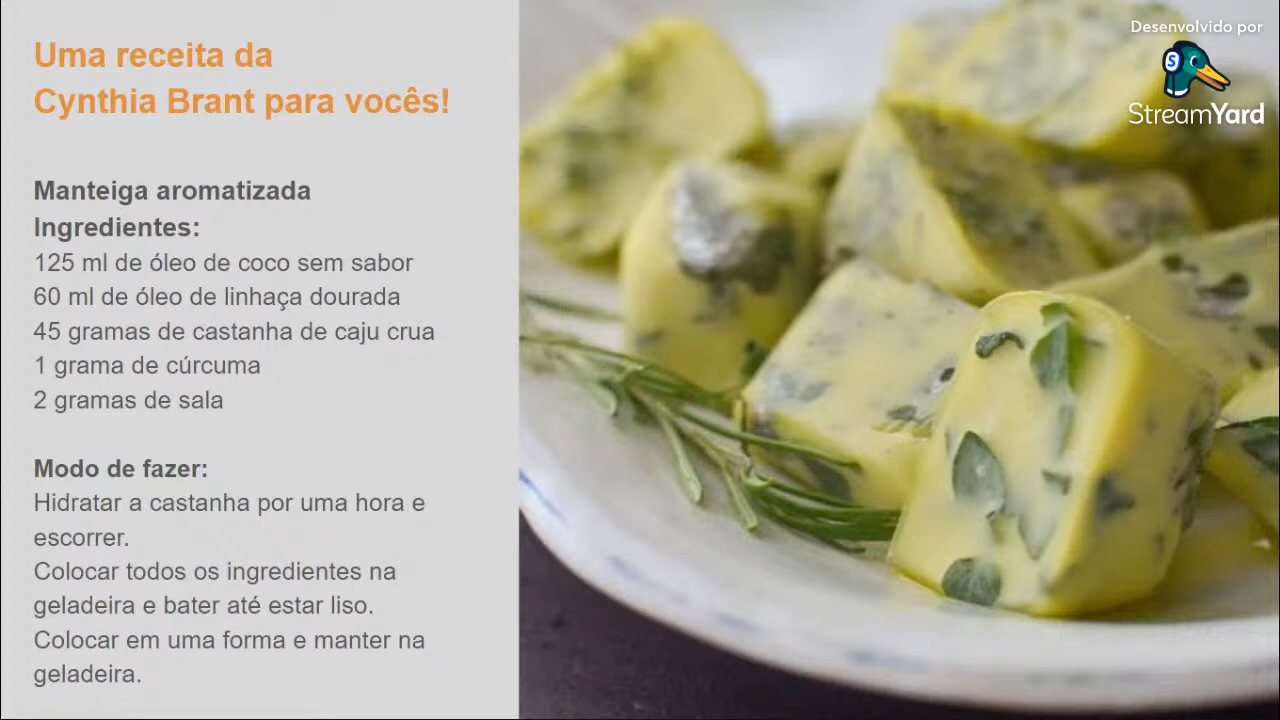 Uma receita da
Cynthia Brant para vocês!
Manteiga aromatizada
Ingredientes:
125 ml de óleo de coco sem sabor
60 ml de óleo de linhaça dourada
45 gramas de castanha de caju crua
1 grama de cúrcuma
2 gramas de sala
Modo de fazer:
Hidratar a castanha por uma hora e
escorrer.
Colocar todos os ingredientes na
geladeira e bater até estar liso.
Colocar em uma forma e manter na
geladeira.
Desenvolvido por
S
StreamYard